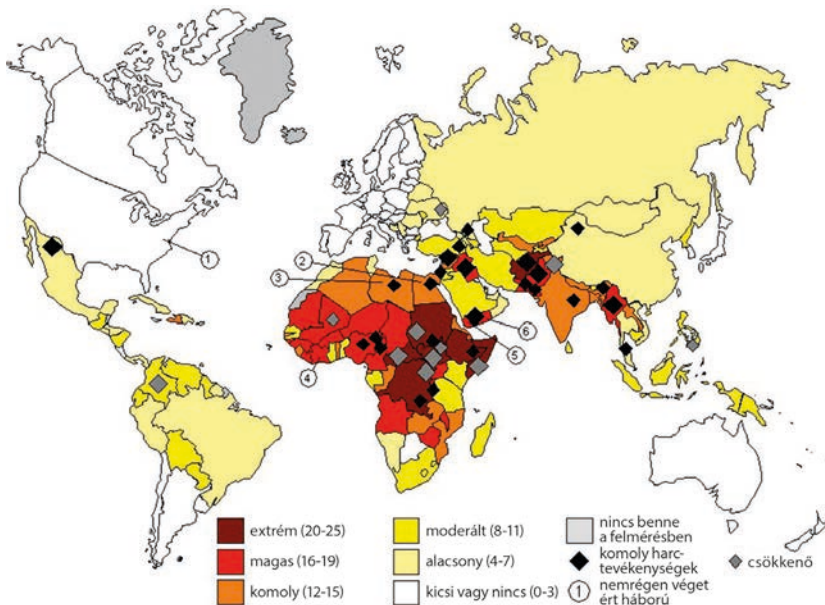 1
2
3
4
5
6
extrém (20-25)
magas (16-19)
komoly (12-15)
moderált (8-11)
alacsony (4-7)
kicsi vagy nincs (0-3)
nincs benne
a felmérésben
komoly harc-
tevékenységek
1 nemrégen véget
ért háború
csökkenő